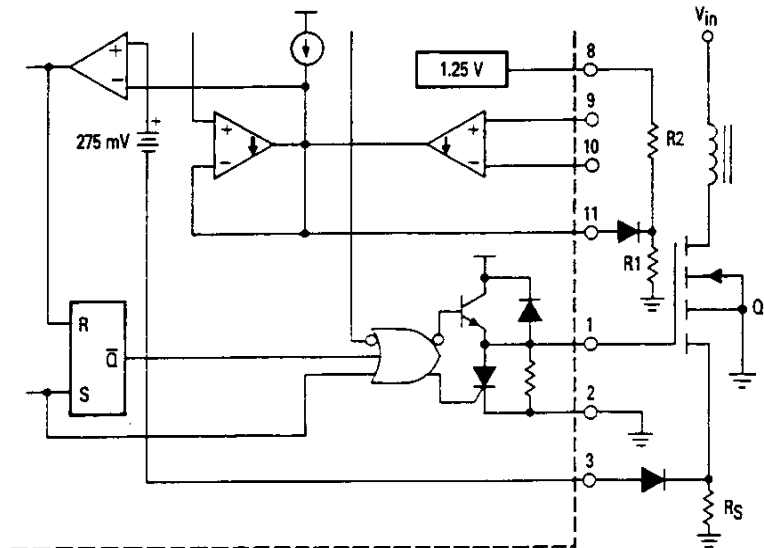 V_in
8
1.25 V
9
R2
10
275 mV
11
R1
R
Q̅
S
1
Q
2
3
R_S
+
−
+
+
−
+
−